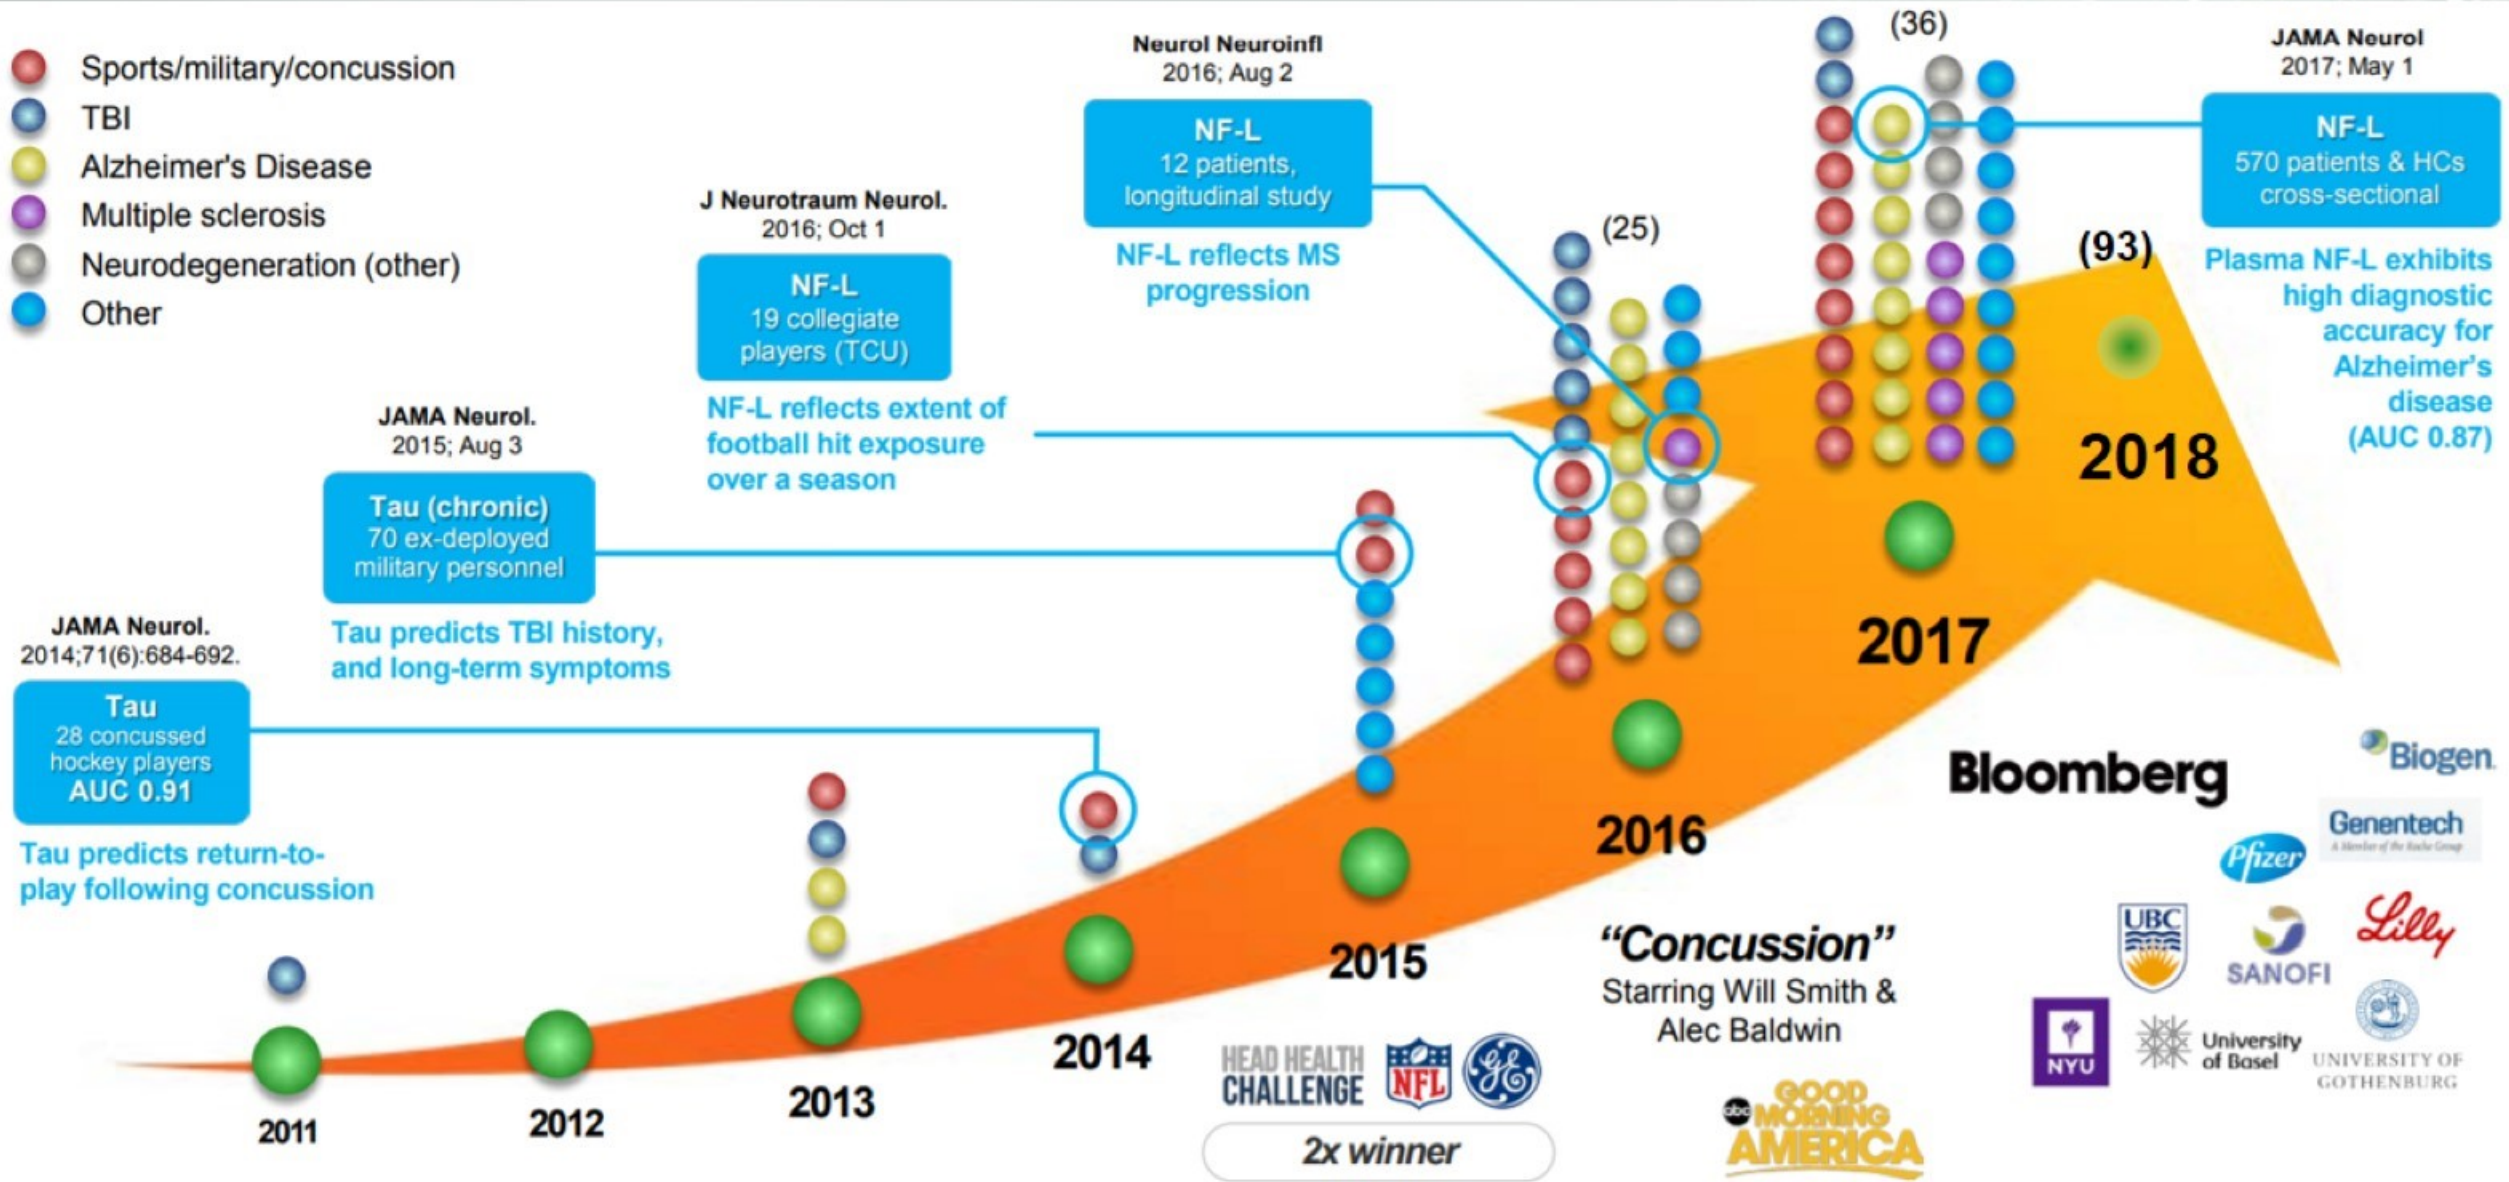 Sports/military/concussion
TBI
Alzheimer's Disease
Multiple sclerosis
Neurodegeneration (other)
Other
JAMA Neurol.
2014;71(6):684-692.
Tau
28 concussed
hockey players
AUC 0.91
Tau predicts return-to-
play following concussion
JAMA Neurol.
2015; Aug 3
Tau (chronic)
70 ex-deployed
military personnel
Tau predicts TBI history,
and long-term symptoms
J Neurotraum Neurol.
2016; Oct 1
NF-L
19 collegiate
players (TCU)
NF-L reflects extent of
football hit exposure
over a season
Neurol Neuroinfl
2016; Aug 2
NF-L
12 patients,
longitudinal study
NF-L reflects MS
progression
(25)
(36)
(93)
JAMA Neurol
2017; May 1
NF-L
570 patients & HCs
cross-sectional
Plasma NF-L exhibits
high diagnostic
accuracy for
Alzheimer's
disease
(AUC 0.87)
2011
2012
2013
2014
2015
2016
2017
2018
HEAD HEALTH
CHALLENGE
NFL
GE
2x winner
"Concussion"
Starring Will Smith &
Alec Baldwin
abc
GOOD
MORNING
AMERICA
Bloomberg
Biogen
Genentech
A Member of the Roche Group
Pfizer
UBC
SANOFI
Lilly
NYU
University
of Basel
UNIVERSITY OF
GOTHENBURG